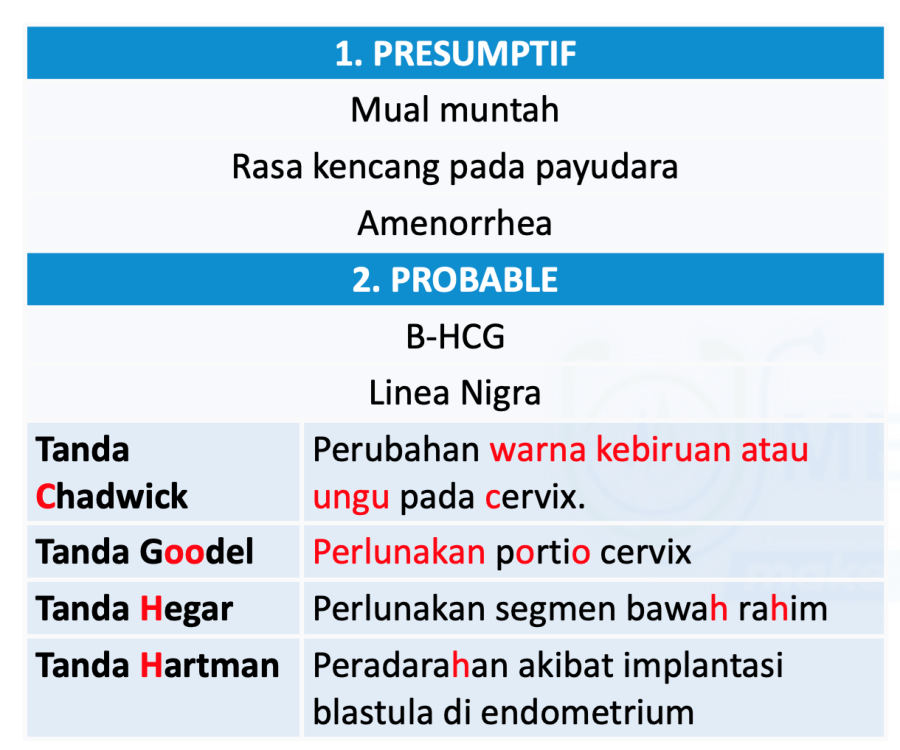 1. PRESUMPTIF
Mual muntah
Rasa kencang pada payudara
Amenorrhea
2. PROBABLE
B-HCG
Linea Nigra
Tanda
Chadwick
Perubahan warna kebiruan atau
ungu pada cervix.
Tanda Goodel
Perlunakan portio cervix
Tanda Hegar
Perlunakan segmen bawah rahim
Tanda Hartman
Peradarahan akibat implantasi
blastula di endometrium